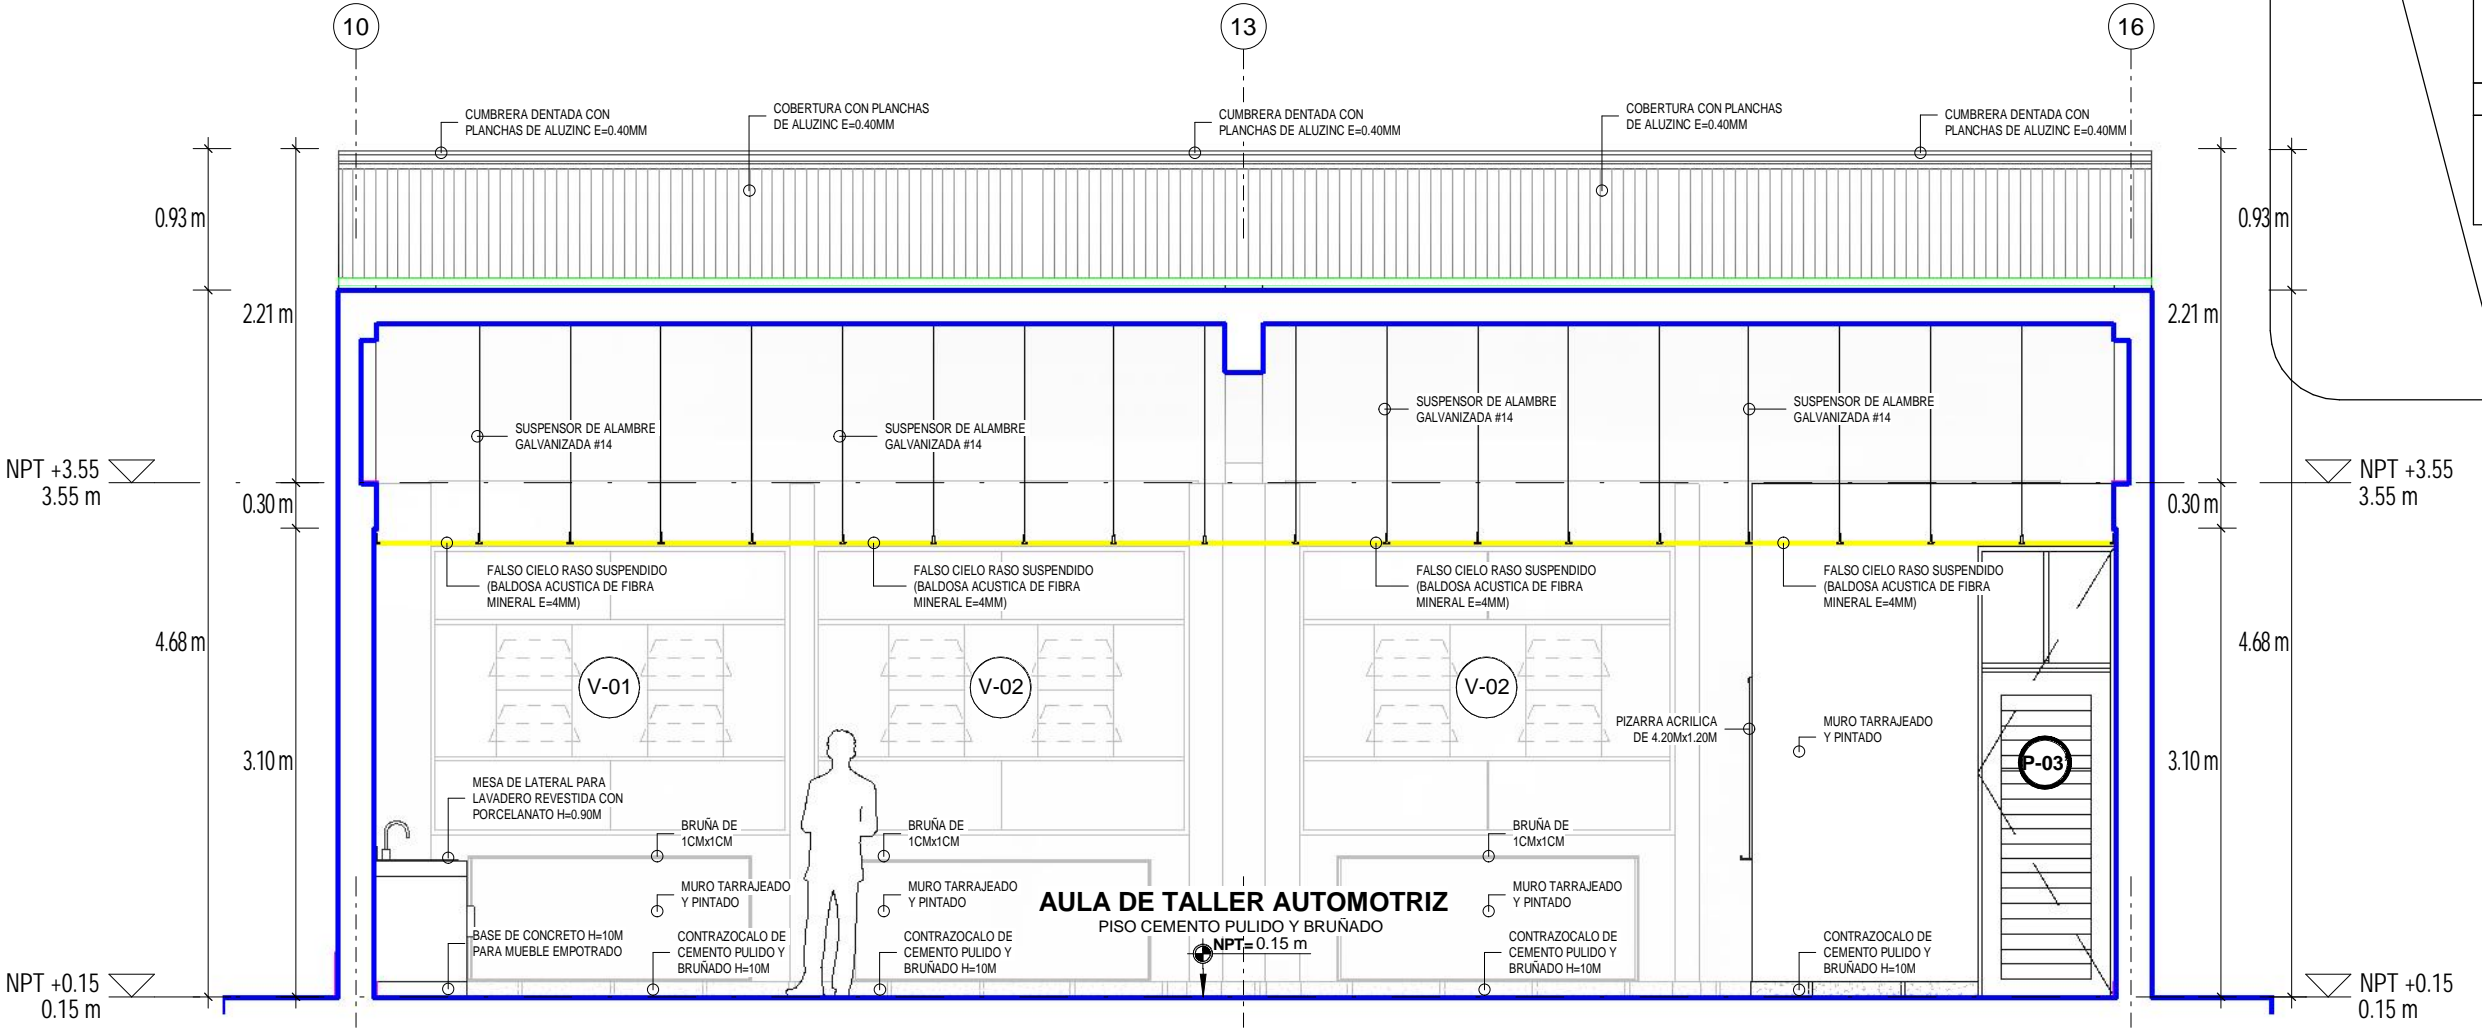 10
13
16
CUMBRERA DENTADA CON
PLANCHAS DE ALUZINC E=0.40MM
COBERTURA CON PLANCHAS
DE ALUZINC E=0.40MM
CUMBRERA DENTADA CON
PLANCHAS DE ALUZINC E=0.40MM
COBERTURA CON PLANCHAS
DE ALUZINC E=0.40MM
CUMBRERA DENTADA CON
PLANCHAS DE ALUZINC E=0.40MM
0.93 m
0.93 m
2.21 m
2.21 m
SUSPENSOR DE ALAMBRE
GALVANIZADA #14
SUSPENSOR DE ALAMBRE
GALVANIZADA #14
SUSPENSOR DE ALAMBRE
GALVANIZADA #14
SUSPENSOR DE ALAMBRE
GALVANIZADA #14
NPT +3.55
3.55 m
NPT +3.55
3.55 m
0.30 m
0.30 m
FALSO CIELO RASO SUSPENDIDO
(BALDOSA ACUSTICA DE FIBRA
MINERAL E=4MM)
FALSO CIELO RASO SUSPENDIDO
(BALDOSA ACUSTICA DE FIBRA
MINERAL E=4MM)
FALSO CIELO RASO SUSPENDIDO
(BALDOSA ACUSTICA DE FIBRA
MINERAL E=4MM)
FALSO CIELO RASO SUSPENDIDO
(BALDOSA ACUSTICA DE FIBRA
MINERAL E=4MM)
4.68 m
4.68 m
V-01
V-02
V-02
PIZARRA ACRILICA
DE 4.20Mx1.20M
MURO TARRAJEADO
Y PINTADO
P-03
3.10 m
3.10 m
MESA DE LATERAL PARA
LAVADERO REVESTIDA CON
PORCELANATO H=0.90M
BRUÑA DE
1CMx1CM
BRUÑA DE
1CMx1CM
BRUÑA DE
1CMx1CM
MURO TARRAJEADO
Y PINTADO
MURO TARRAJEADO
Y PINTADO
MURO TARRAJEADO
Y PINTADO
AULA DE TALLER AUTOMOTRIZ
PISO CEMENTO PULIDO Y BRUÑADO
NPT= 0.15 m
BASE DE CONCRETO H=10M
PARA MUEBLE EMPOTRADO
CONTRAZOCALO DE
CEMENTO PULIDO Y
BRUÑADO H=10M
CONTRAZOCALO DE
CEMENTO PULIDO Y
BRUÑADO H=10M
CONTRAZOCALO DE
CEMENTO PULIDO Y
BRUÑADO H=10M
CONTRAZOCALO DE
CEMENTO PULIDO Y
BRUÑADO H=10M
NPT +0.15
0.15 m
NPT +0.15
0.15 m